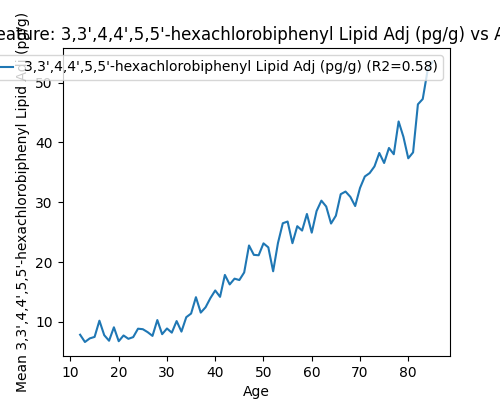 eature: 3,3',4,4',5,5'-hexachlorobiphenyl Lipid Adj (pg/g) vs A
3,3',4,4',5,5'-hexachlorobiphenyl Lipid Adj (pg/g) (R2=0.58)
Mean 3,3',4,4',5,5'-hexachlorobiphenyl Lipid Adj (pg/g)
50
40
30
20
10
10 20 30 40 50 60 70 80
Age